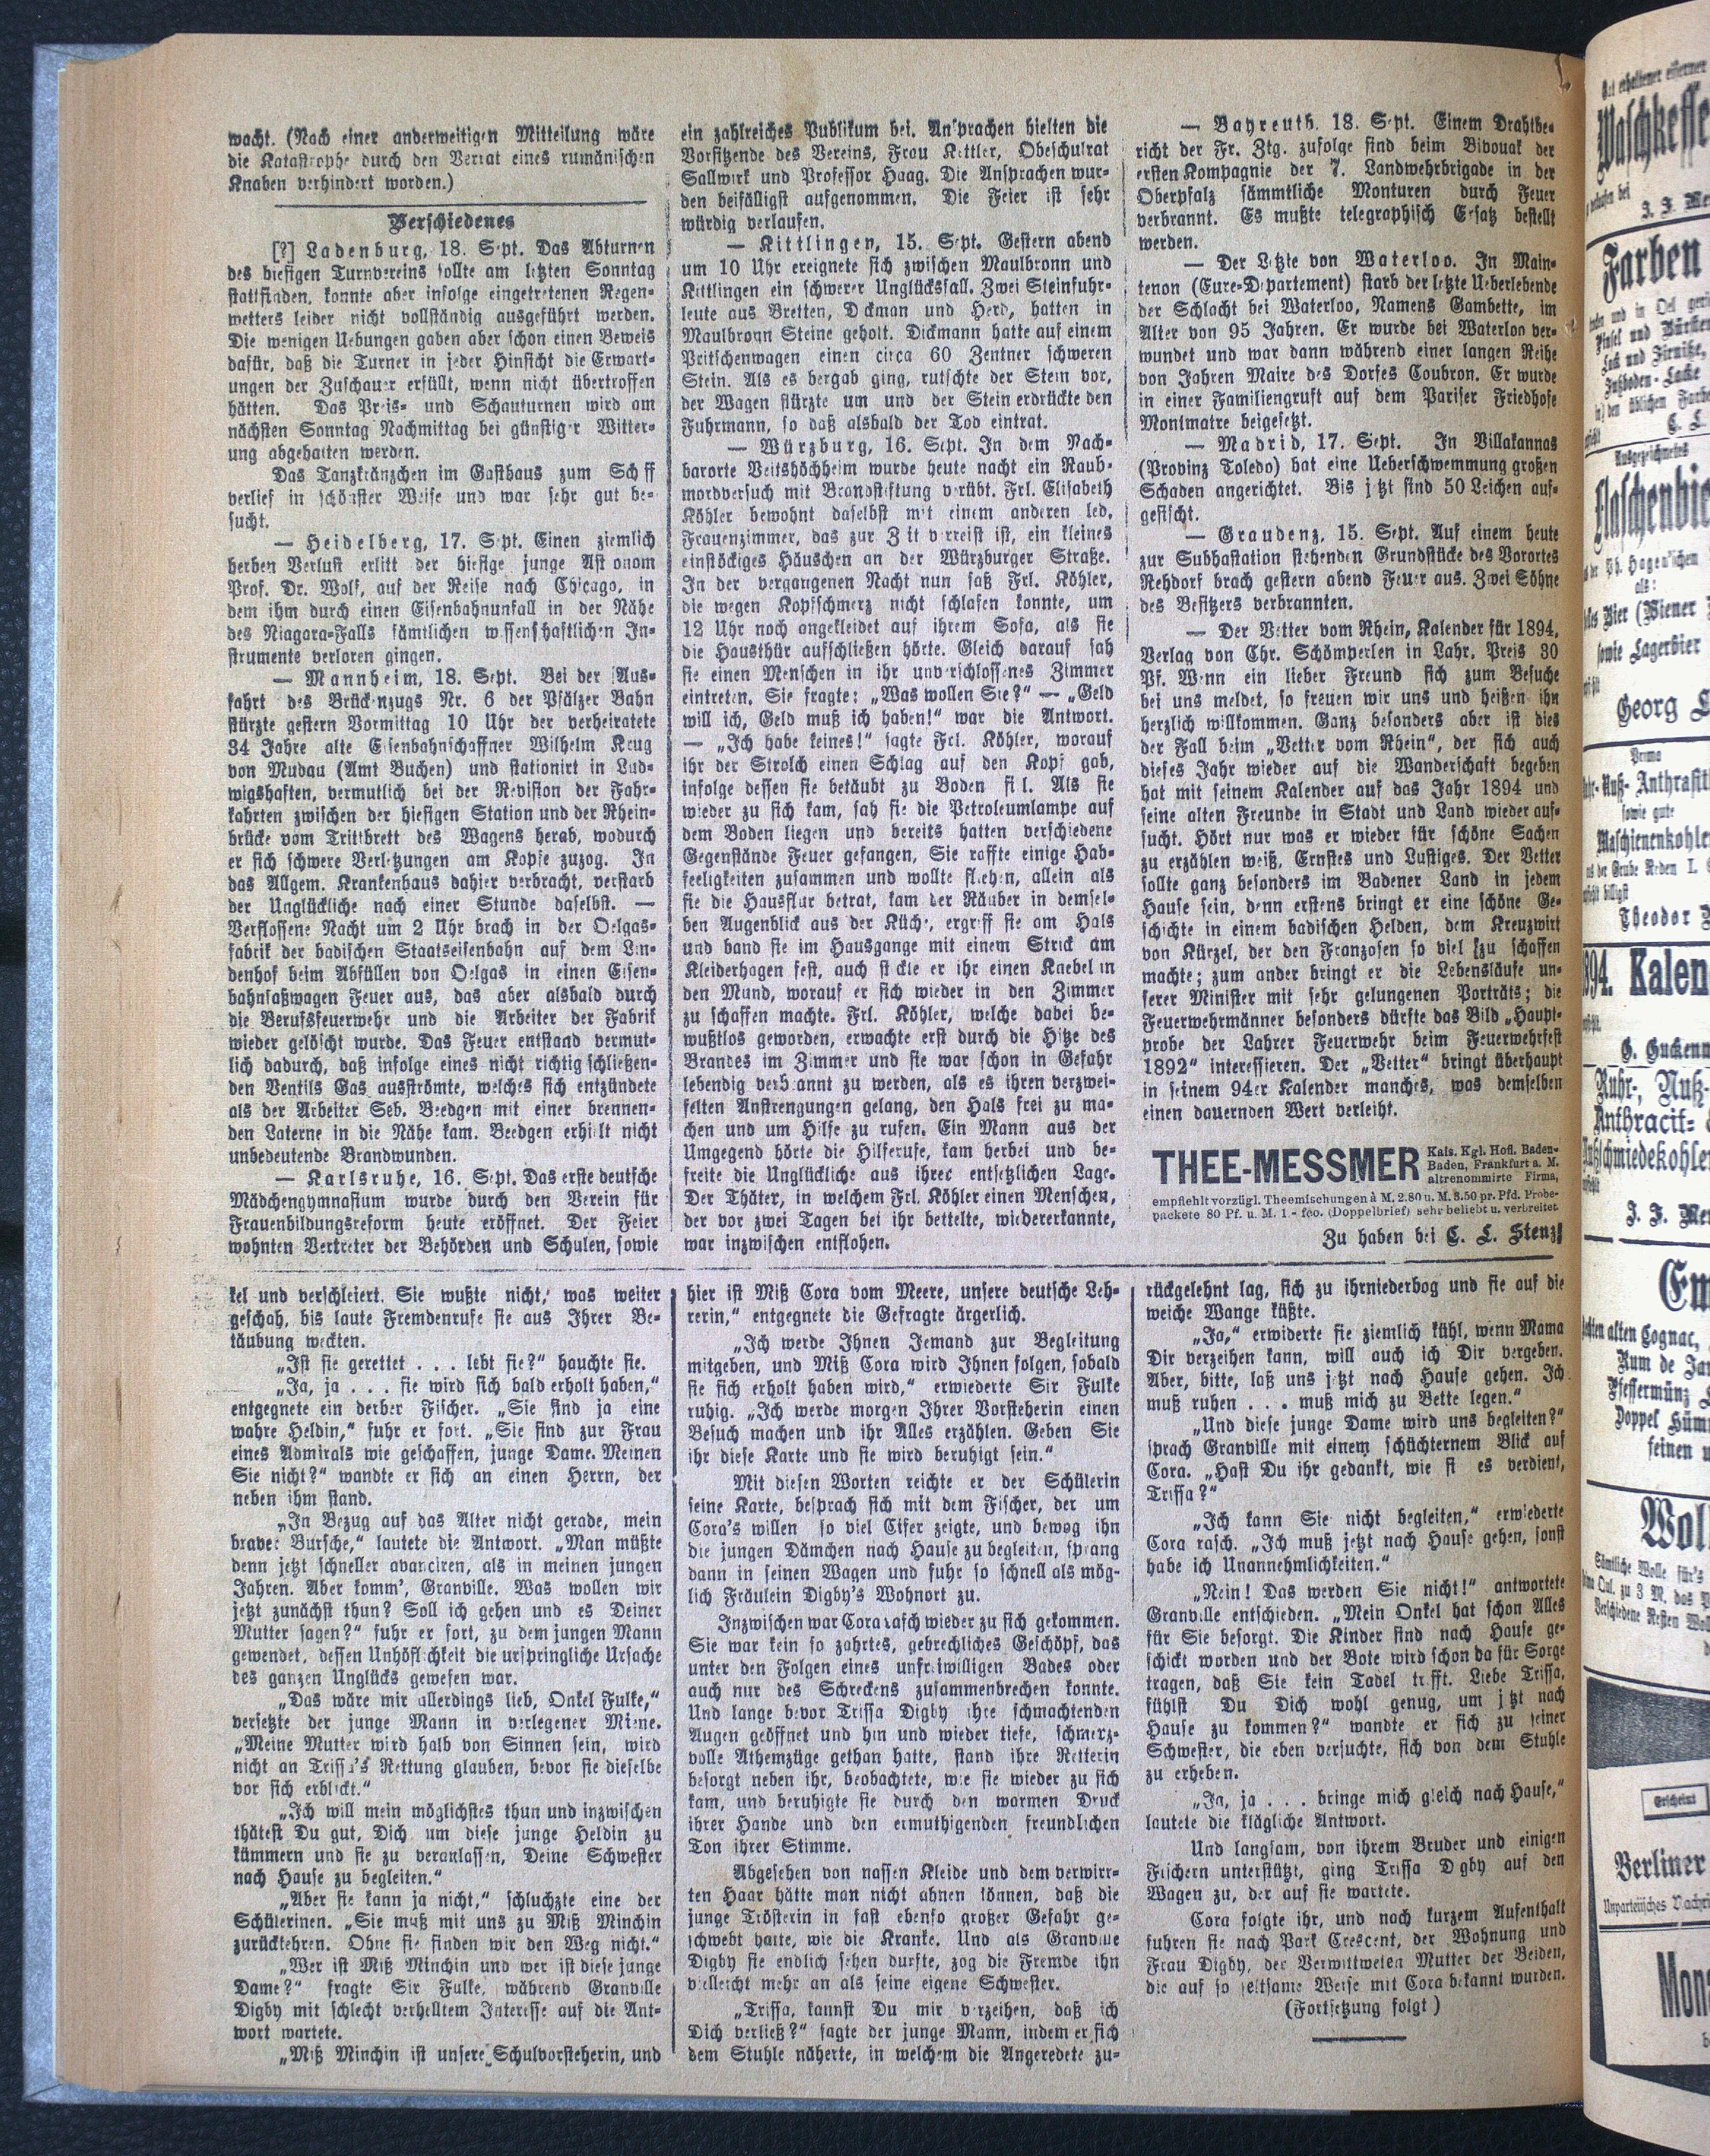 wacht. (Nach einer anderweitigen Mitteilung wäre
die Katastrophe durch den Verrat eines rumänischen
Knaben verhindert worden.)
Verschiedenes
[?] Ladenburg, 18. Sept. Das Abturnen
des hiesigen Turnvereins sollte am letzten Sonntag
stattfinden, konnte aber infolge eingetretenen Regen-
wetters leider nicht vollständig ausgeführt werden.
Die wenigen Uebungen gaben aber schon einen Beweis
dafür, daß die Turner in jeder Hinsicht die Erwart-
ungen der Zuschauer erfüllt, wenn nicht übertroffen
hätten. Das Preis- und Schauturnen wird am
nächsten Sonntag Nachmittag bei günstiger Witter-
ung abgehalten werden.
Das Tanzkränzchen im Gasthaus zum Schiff
verlief in schönster Weise und war sehr gut be-
sucht.
— Heidelberg, 17. Sept. Einen ziemlich
herben Verlust erlitt der hiesige junge Astronom
Prof. Dr. Wolf, auf der Reise nach Chicago, in
dem ihm durch einen Eisenbahnunfall in der Nähe
des Niagara-Falls sämtlichen wissenschaftlichen In-
strumente verloren gingen.
— Mannheim, 18. Sept. Bei der Aus-
fahrt des Brückenzugs Nr. 6 der Pfälzer Bahn
stürzte gestern Vormittag 10 Uhr der verheiratete
34 Jahre alte Eisenbahnschaffner Wilhelm Krug
von Mudau (Amt Buchen) und stationirt in Lud-
wigshaften, vermutlich bei der Revision der Fahr-
kahrten zwischen der hiesigen Station und der Rhein-
brücke vom Trittbrett des Wagens herab, wodurch
er sich schwere Verletzungen am Kopfe zuzog. In
das Allgem. Krankenhaus dahier verbracht, verstarb
der Unglückliche nach einer Stunde daselbst. —
Verflossene Nacht um 2 Uhr brach in der Oelgas-
fabrik der badischen Staatseisenbahn auf dem Lin-
denhof beim Abfüllen von Oelgas in einen Eisen-
bahnfaßwagen Feuer aus, das aber alsbald durch
die Berufsfeuerwehr und die Arbeiter der Fabrik
wieder gelöscht wurde. Das Feuer entstand vermut-
lich dadurch, daß infolge eines nicht richtig schließen-
den Ventils Gas ausströmte, welches sich entzündete
als der Arbeiter Seb. Beedgen mit einer brennen-
den Laterne in die Nähe kam. Beedgen erhielt nicht
unbedeutende Brandwunden.
— Karlsruhe, 16. Sept. Das erste deutsche
Mädchengymnasium wurde durch den Verein für
Frauenbildungsreform heute eröffnet. Der Feier
wohnten Vertreter der Behörden und Schulen, sowie
ein zahlreiches Publikum bei. Ansprachen hielten die
Vorsitzende des Vereins, Frau Kettler, Obeschulrat
Sallwürk und Professor Haag. Die Ansprachen wur-
den beifälligst aufgenommen. Die Feier ist sehr
würdig verlaufen.
— Kittlingen, 15. Sept. Gestern abend
um 10 Uhr ereignete sich zwischen Maulbronn und
Kittlingen ein schwerer Unglücksfall. Zwei Steinfuhr-
leute aus Bretten, Dickman und Herd, hatten in
Maulbronn Steine geholt. Dickmann hatte auf einem
Pritschenwagen einen circa 60 Zentner schweren
Stein. Als es bergab ging, rutschte der Stein vor,
der Wagen stürzte um und der Stein erdrückte den
Fuhrmann, so daß alsbald der Tod eintrat.
— Würzburg, 16. Sept. In dem Nach-
barorte Veitshöchheim wurde heute nacht ein Raub-
mordversuch mit Brandstiftung verübt. Frl. Elisabeth
Köhler bewohnt daselbst mit einem anderen led.
Frauenzimmer, das zur Zeit verreist ist, ein kleines
einstöckiges Häuschen an der Würzburger Straße.
In der vergangenen Nacht nun saß Frl. Köhler,
die wegen Kopfschmerz nicht schlafen konnte, um
12 Uhr noch angekleidet auf ihrem Sofa, als sie
die Hausthür aufschließen hörte. Gleich darauf sah
sie einen Menschen in ihr unverschlossenes Zimmer
eintreten. Sie fragte: „Was wollen Sie?“ — „Geld
will ich, Geld muß ich haben!“ war die Antwort.
— „Ich habe keines!“ sagte Frl. Köhler, worauf
ihr der Strolch einen Schlag auf den Kopf gab,
infolge dessen sie betäubt zu Boden fiel. Als sie
wieder zu sich kam, sah sie die Petroleumlampe auf
dem Boden liegen und bereits hatten verschiedene
Gegenstände Feuer gefangen, Sie raffte einige Hab-
feeligkeiten zusammen und wollte fliehen, allein als
sie die Hausflur betrat, kam der Räuber in demsel-
ben Augenblick aus der Küche, ergriff sie am Hals
und band sie im Hausgange mit einem Strick am
Kleiderhagen fest, auch steckte er ihr einen Knebel in
den Mund, worauf er sich wieder in den Zimmer
zu schaffen machte. Frl. Köhler, welche dabei be-
wußtlos geworden, erwachte erst durch die Hitze des
Brandes im Zimmer und sie war schon in Gefahr
lebendig verbrannt zu werden, als es ihren verzwei-
felten Anstrengungen gelang, den Hals frei zu ma-
chen und um Hilfe zu rufen. Ein Mann aus der
Umgegend hörte die Hilferufe, kam herbei und be-
freite die Unglückliche aus ihrer entsetzlichen Lage.
Der Thäter, in welchem Frl. Köhler einen Menschen,
der vor zwei Tagen bei ihr bettelte, wiedererkannte,
war inzwischen entflohen.
— Bayreuth. 18. Sept. Einem Drahtbe-
richt der Fr. Ztg. zufolge sind beim Bivouak der
ersten Kompagnie der 7. Landwehrbrigade in der
Oberpfalz sämmtliche Monturen durch Feuer
verbrannt. Es mußte telegraphisch Ersatz bestellt
werden.
— Der Letzte von Waterloo. In Main-
tenon (Eure-Departement) starb der letzte Ueberlebende
der Schlacht bei Waterloo, Namens Gambette, im
Alter von 95 Jahren. Er wurde bei Waterloo ver-
wundet und war dann während einer langen Reihe
von Jahren Maire des Dorfes Coubron. Er wurde
in einer Familiengruft auf dem Pariser Friedhofe
Montmatre beigesetzt.
— Madrid, 17. Sept. In Villakannas
(Provinz Toledo) hat eine Ueberschwemmung großen
Schaden angerichtet. Bis jetzt sind 50 Leichen auf-
gefischt.
— Graudenz, 15. Sept. Auf einem heute
zur Subhastation stehenden Grundstücke des Vorortes
Rehdorf brach gestern abend Feuer aus. Zwei Söhne
des Besitzers verbrannten.
— Der Vetter vom Rhein, Kalender für 1894,
Verlag von Chr. Schömperlen in Lahr, Preis 30
Pf. Wenn ein lieber Freund sich zum Besuche
bei uns meldet, so freuen wir uns und heißen ihn
herzlich willkommen. Ganz besonders aber ist dies
der Fall beim „Vetter vom Rhein“, der sich auch
dieses Jahr wieder auf die Wanderschaft begeben
hat mit seinem Kalender auf das Jahr 1894 und
seine alten Freunde in Stadt und Land wieder auf-
sucht. Hört nur was er wieder für schöne Sachen
zu erzählen weiß, Ernstes und Lustiges. Der Vetter
sollte ganz besonders im Badener Land in jedem
Hause sein, denn erstens bringt er eine schöne Ge-
schichte in einem badischen Helden, dem Kreuzwirt
von Kürzel, der den Franzosen so viel zu schaffen
machte; zum ander bringt er die Lebensläufe un-
serer Minister mit sehr gelungenen Porträts; die
Feuerwehrmänner besonders dürfte das Bild „Haupt-
probe der Lahrer Feuerwehr beim Feuerwehrfest
1892“ interessieren. Der „Vetter“ bringt überhaupt
in seinem 94er Kalender manches, was demselben
einen dauernden Wert verleiht.
THEE-MESSMER Kais. Kgl. Hofl. Baden-
Baden, Frankfurt a. M.
altrenommirte Firma,
empfiehlt vorzügl. Theemischungen à M. 2.80 u. M. 3.50 pr. Pfd. Probe-
packete 80 Pf. u. M. 1.- fco. (Doppelbrief) sehr beliebt u. verbreitet.
Zu haben bei C. L. Stenz
kel und verschleiert. Sie wußte nicht, was weiter
geschah, bis laute Fremdenrufe sie aus Ihrer Be-
täubung weckten.
„Ist sie gerettet . . . lebt sie?“ hauchte sie.
„Ja, ja . . . sie wird sich bald erholt haben,“
entgegnete ein derber Fischer. „Sie sind ja eine
wahre Heldin,“ fuhr er fort. „Sie sind zur Frau
eines Admirals wie geschaffen, junge Dame. Meinen
Sie nicht?“ wandte er sich an einen Herrn, der
neben ihm stand.
„In Bezug auf das Alter nicht gerade, mein
braver Bursche,“ lautete die Antwort. „Man müßte
denn jetzt schneller avanciren, als in meinen jungen
Jahren. Aber komm', Granville. Was wollen wir
jetzt zunächst thun? Soll ich gehen und es Deiner
Mutter sagen?“ fuhr er fort, zu dem jungen Mann
gewendet, dessen Unhöflichkeit die urspringliche Ursache
des ganzen Unglücks gewesen war.
„Das wäre mir allerdings lieb, Onkel Fulke,“
versetzte der junge Mann in verlegener Miene.
„Meine Mutter wird halb von Sinnen sein, wird
nicht an Trissa's Rettung glauben, bevor sie dieselbe
vor sich erblickt.“
„Ich will mein möglichstes thun und inzwischen
thätest Du gut, Dich um diese junge Heldin zu
kümmern und sie zu veranlassen, Deine Schwester
nach Hause zu begleiten.“
„Aber sie kann ja nicht,“ schluchzte eine der
Schülerinen. „Sie muß mit uns zu Miß Minchin
zurückkehren. Ohne sie finden wir den Weg nicht.“
„Wer ist Miß Minchin und wer ist diese junge
Dame?“ fragte Sir Fulke, während Granville
Digby mit schlecht verhelltem Interesse auf die Ant-
wort wartete.
„Miß Minchin ist unsere Schulvorsteherin, und
hier ist Miß Cora vom Meere, unsere deutsche Leh-
rerin,“ entgegnete die Gefragte ärgerlich.
„Ich werde Ihnen Jemand zur Begleitung
mitgeben, und Miß Cora wird Ihnen folgen, sobald
sie sich erholt haben wird,“ erwiederte Sir Fulke
ruhig. „Ich werde morgen Ihrer Vorsteherin einen
Besuch machen und ihr Alles erzählen. Geben Sie
ihr diese Karte und sie wird beruhigt sein.“
Mit diesen Worten reichte er der Schülerin
seine Karte, besprach sich mit dem Fischer, der um
Cora's willen so viel Eifer zeigte, und bewog ihn
die jungen Dämchen nach Hause zu begleiten, sprang
dann in seinen Wagen und fuhr so schnell als mög-
lich Fräulein Digby's Wohnort zu.
Inzwischen war Cora rasch wieder zu sich gekommen.
Sie war kein so zahrtes, gebrechliches Geschöpf, das
unter den Folgen eines unfreiwilligen Bades oder
auch nur des Schreckens zusammenbrechen konnte.
Und lange bevor Trissa Digby ihre schmachtenden
Augen geöffnet und hin und wieder tiefe, schmerz-
volle Athemzüge gethan hatte, stand ihre Retterin
besorgt neben ihr, beobachtete, wie sie wieder zu sich
kam, und beruhigte sie durch den warmen Druck
ihrer Hande und den ermuthigenden freundlichen
Ton ihrer Stimme.
Abgesehen von nassen Kleide und dem verwirr-
ten Haar hätte man nicht ahnen können, daß die
junge Trösterin in fast ebenso großer Gefahr ge-
schwebt hatte, wie die Kranke. Und als Granville
Digby sie endlich sehen durfte, zog die Fremde ihn
vielleicht mehr an als seine eigene Schwester.
„Trissa, kannst Du mir verzeihen, daß ich
Dich verließ?“ sagte der junge Mann, indem er sich
dem Stuhle näherte, in welchem die Angeredete zu-
rückgelehnt lag, sich zu ihrniederbog und sie auf die
weiche Wange küßte.
„Ja,“ erwiderte sie ziemlich kühl, wenn Mama
Dir verzeihen kann, will auch ich Dir vergeben.
Aber, bitte, laß uns jetzt nach Hause gehen. Ich
muß ruhen . . . muß mich zu Bette legen.“
„Und diese junge Dame wird uns begleiten?“
sprach Granville mit einem schüchternem Blick auf
Cora. „Hast Du ihr gedankt, wie si es verdient,
Trissa?“
„Ich kann Sie nicht begleiten,“ erwiederte
Cora rasch. „Ich muß jetzt nach Hause gehen, sonst
habe ich Unannehmlichkeiten.“
„Nein! Das werden Sie nicht!“ antwortete
Granville entschieden. „Mein Onkel hat schon Alles
für Sie besorgt. Die Kinder sind nach Hause ge-
schickt worden und der Bote wird schon da für Sorge
tragen, daß Sie kein Tadel trifft. Liebe Trissa,
fühlst Du Dich wohl genug, um jetzt nach
Hause zu kommen?“ wandte er sich zu seiner
Schwester, die eben versuchte, sich von dem Stuhle
zu erheben.
„Ja, ja . . . bringe mich gleich nach Hause,“
lautete die klägliche Antwort.
Und langsam, von ihrem Bruder und einigen
Fischern unterstützt, ging Trissa Digby auf den
Wagen zu, der auf sie wartete.
Cora folgte ihr, und nach kurzem Aufenthalt
fuhren sie nach Park Crescent, der Wohnung und
Frau Digby, der Verwittweten Mutter der Beiden,
die auf so seltsame Weise mit Cora bekannt wurden.
(Fortsetzung folgt)
Farben
Georg
Theodor
1894. Kalen
G. Guckenm
Ruhr-, Nuß-
Anthracit-
schmiedekohlen
Erscheint
Berliner